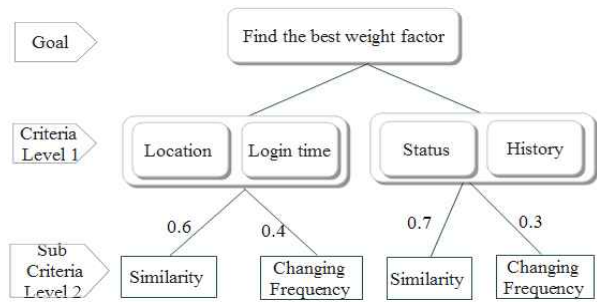 Goal
Find the best weight factor
Criteria
Level 1
Location
Login time
Status
History
0.6
0.4
0.7
0.3
Sub
Criteria
Level 2
Similarity
Changing
Frequency
Similarity
Changing
Frequency